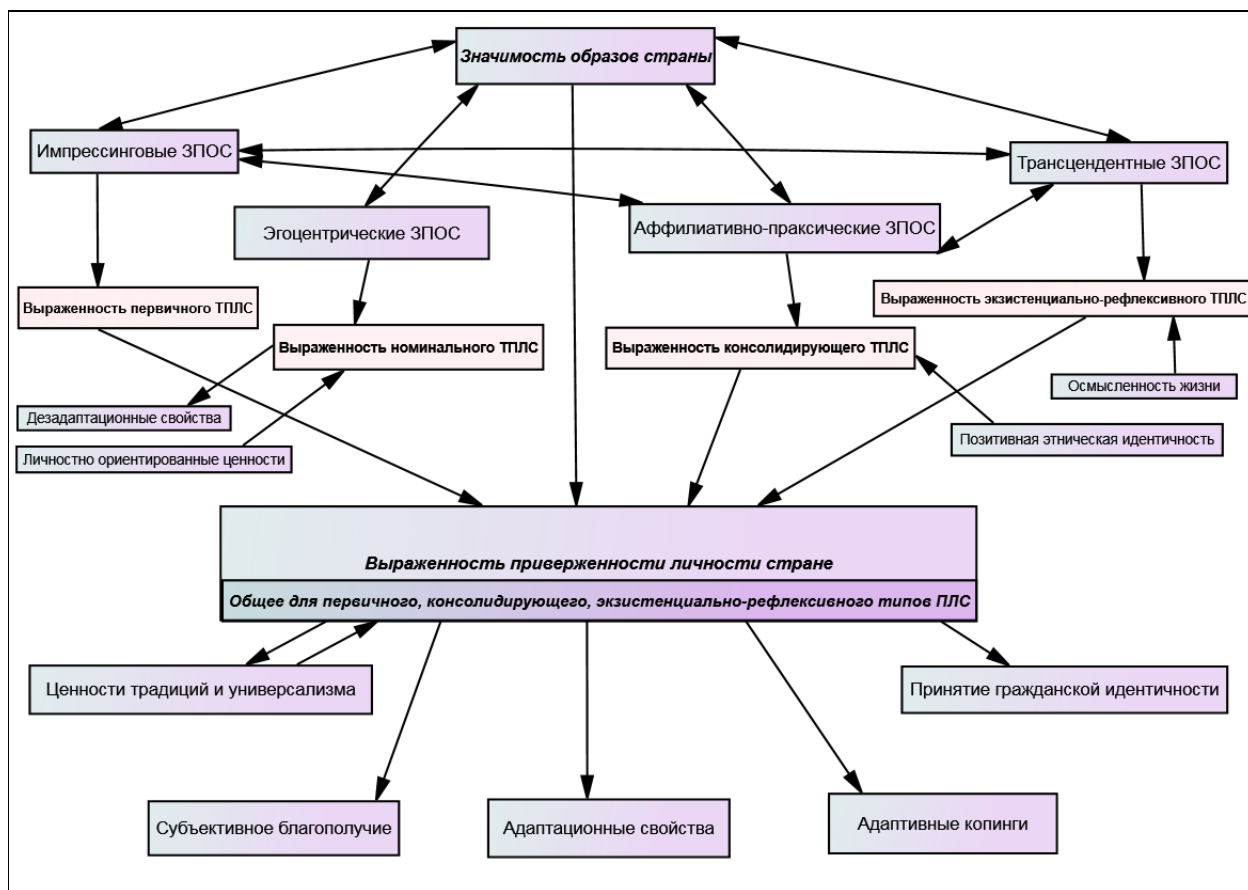 Значимость образов страны
Импрессинговые ЗПОС
Трансцендентные ЗПОС
Эгоцентрические ЗПОС
Аффилиативно-праксические ЗПОС
Выраженность первичного ТПЛС
Выраженность экзистенциально-рефлексивного ТПЛС
Выраженность номинального ТПЛС
Выраженность консолидирующего ТПЛС
Осмысленность жизни
Дезадаптационные свойства
Личностно ориентированные ценности
Позитивная этническая идентичность
Выраженность приверженности личности стране
Общее для первичного, консолидирующего, экзистенциально-рефлексивного типов ПЛС
Ценности традиций и универсализма
Принятие гражданской идентичности
Субъективное благополучие
Адаптационные свойства
Адаптивные копинги